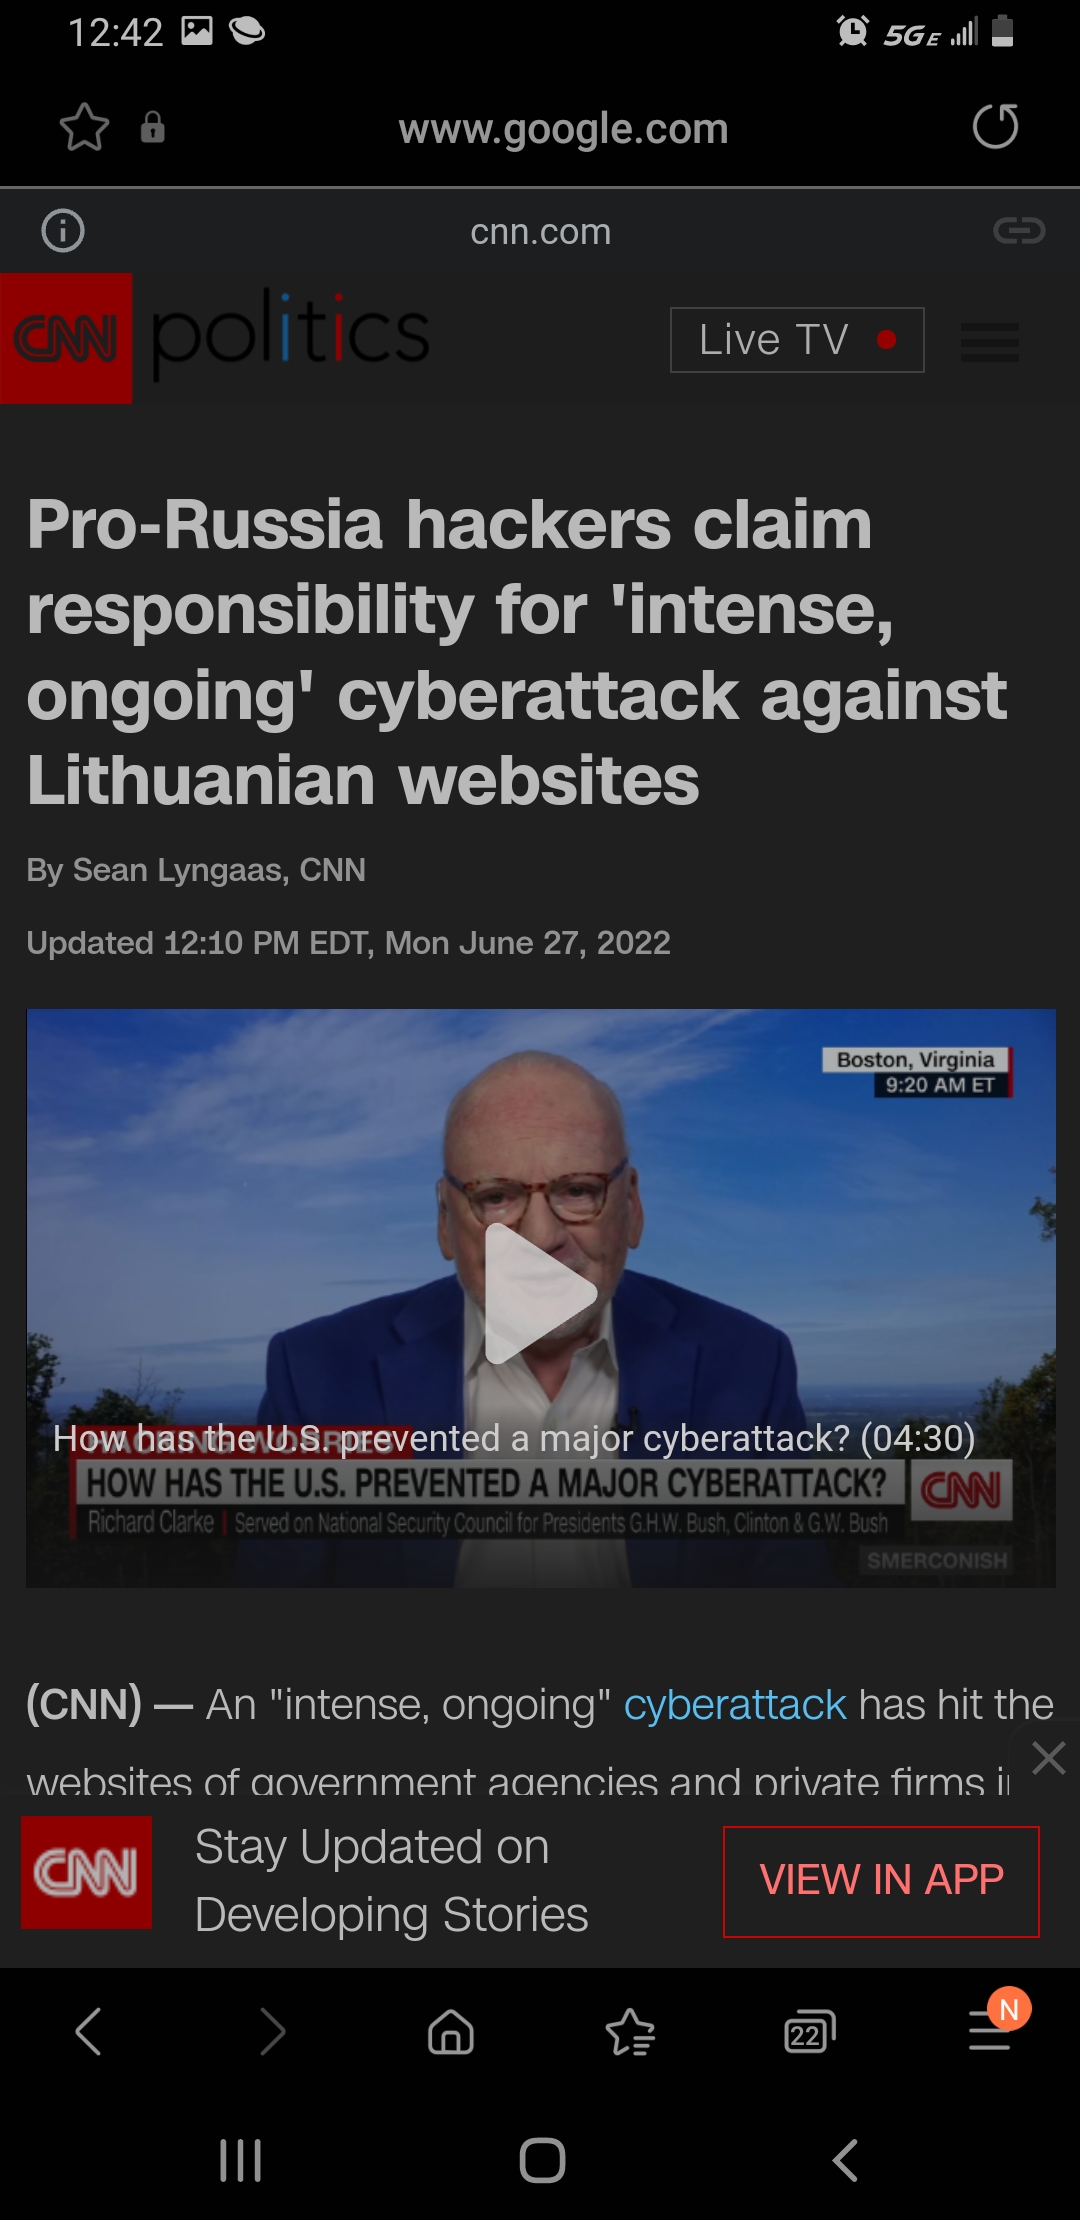 12:42
5GE
www.google.com
cnn.com
CNN politics
Live TV
Pro-Russia hackers claim
responsibility for 'intense,
ongoing' cyberattack against
Lithuanian websites
By Sean Lyngaas, CNN
Updated 12:10 PM EDT, Mon June 27, 2022
Boston, Virginia
9:20 AM ET
How has the U.S. prevented a major cyberattack? (04:30)
HOW HAS THE U.S. PREVENTED A MAJOR CYBERATTACK?
CNN
Richard Clarke | Served on National Security Council for Presidents G.H.W. Bush, Clinton & G.W. Bush
SMERCONISH
(CNN) — An "intense, ongoing" cyberattack has hit the
websites of government agencies and private firms
CNN
Stay Updated on
Developing Stories
VIEW IN APP
22
N